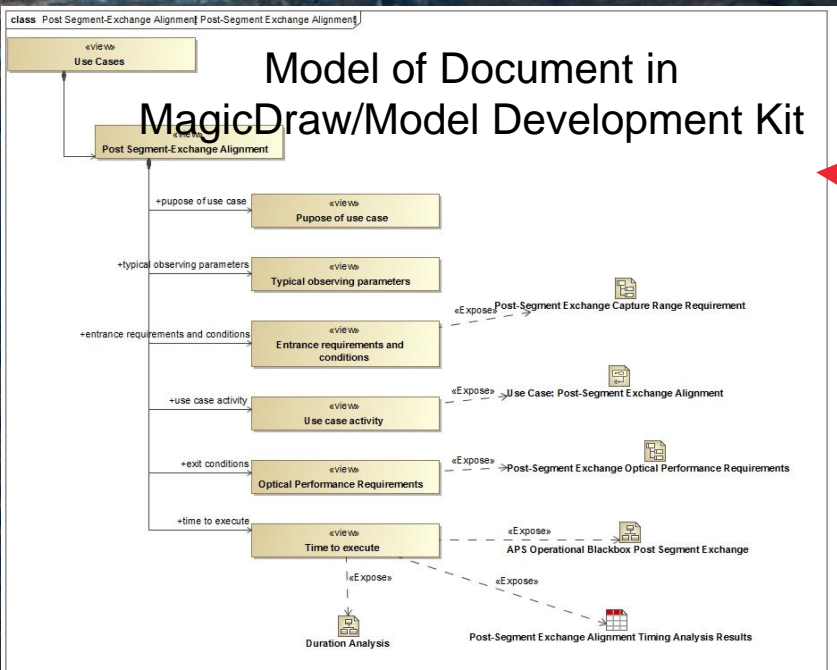 class Post Segment-Exchange Alignment[ Post-Segment Exchange Alignment]
«view»
Use Cases
Model of Document in
MagicDraw/Model Development Kit
«view»
Post Segment-Exchange Alignment
+pupose of use case
«view»
Pupose of use case
+typical observing parameters
«view»
Typical observing parameters
+entrance requirements and conditions
«view»
Entrance requirements and
conditions
«Expose»
Post-Segment Exchange Capture Range Requirement
+use case activity
«view»
Use case activity
«Expose»
Use Case: Post-Segment Exchange Alignment
+exit conditions
«view»
Optical Performance Requirements
«Expose»
Post-Segment Exchange Optical Performance Requirements
+time to execute
«view»
Time to execute
«Expose»
APS Operational Blackbox Post Segment Exchange
«Expose»
Duration Analysis
«Expose»
Post-Segment Exchange Alignment Timing Analysis Results